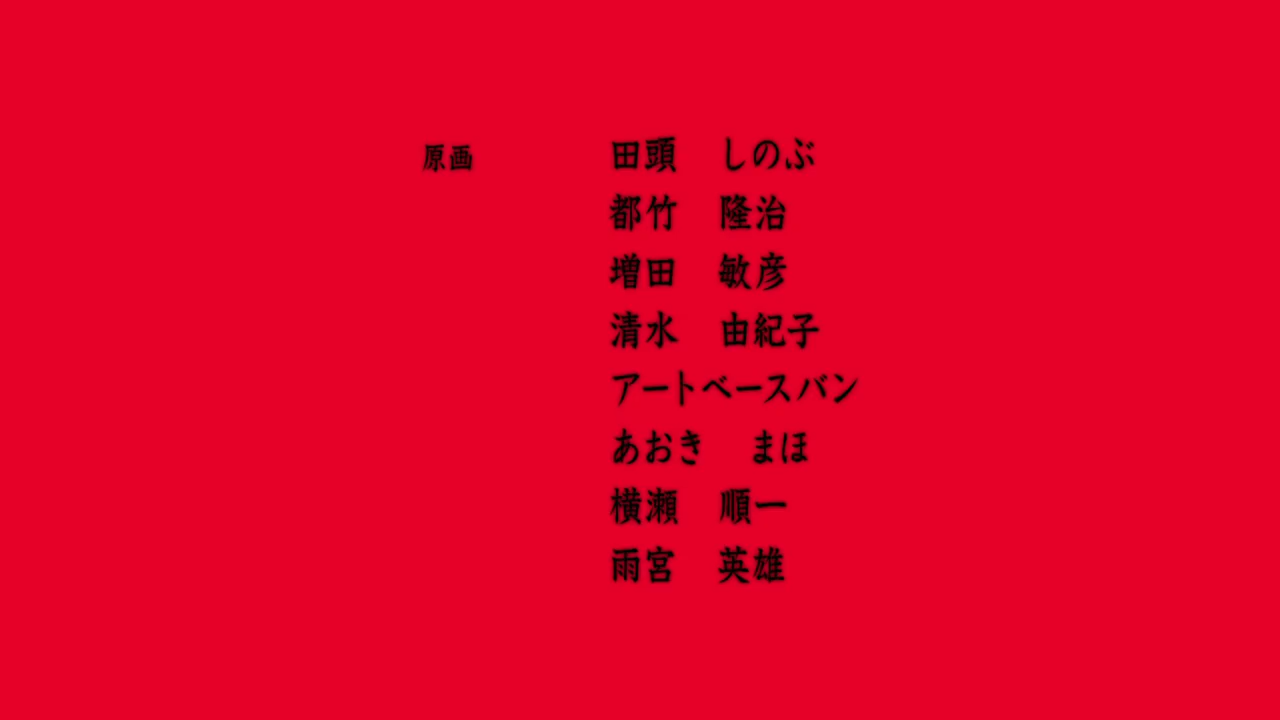 原画　田頭　しのぶ
都竹　隆治
増田　敏彦
清水　由紀子
アートベースバン
あおき　まほ
横瀬　順一
雨宮　英雄